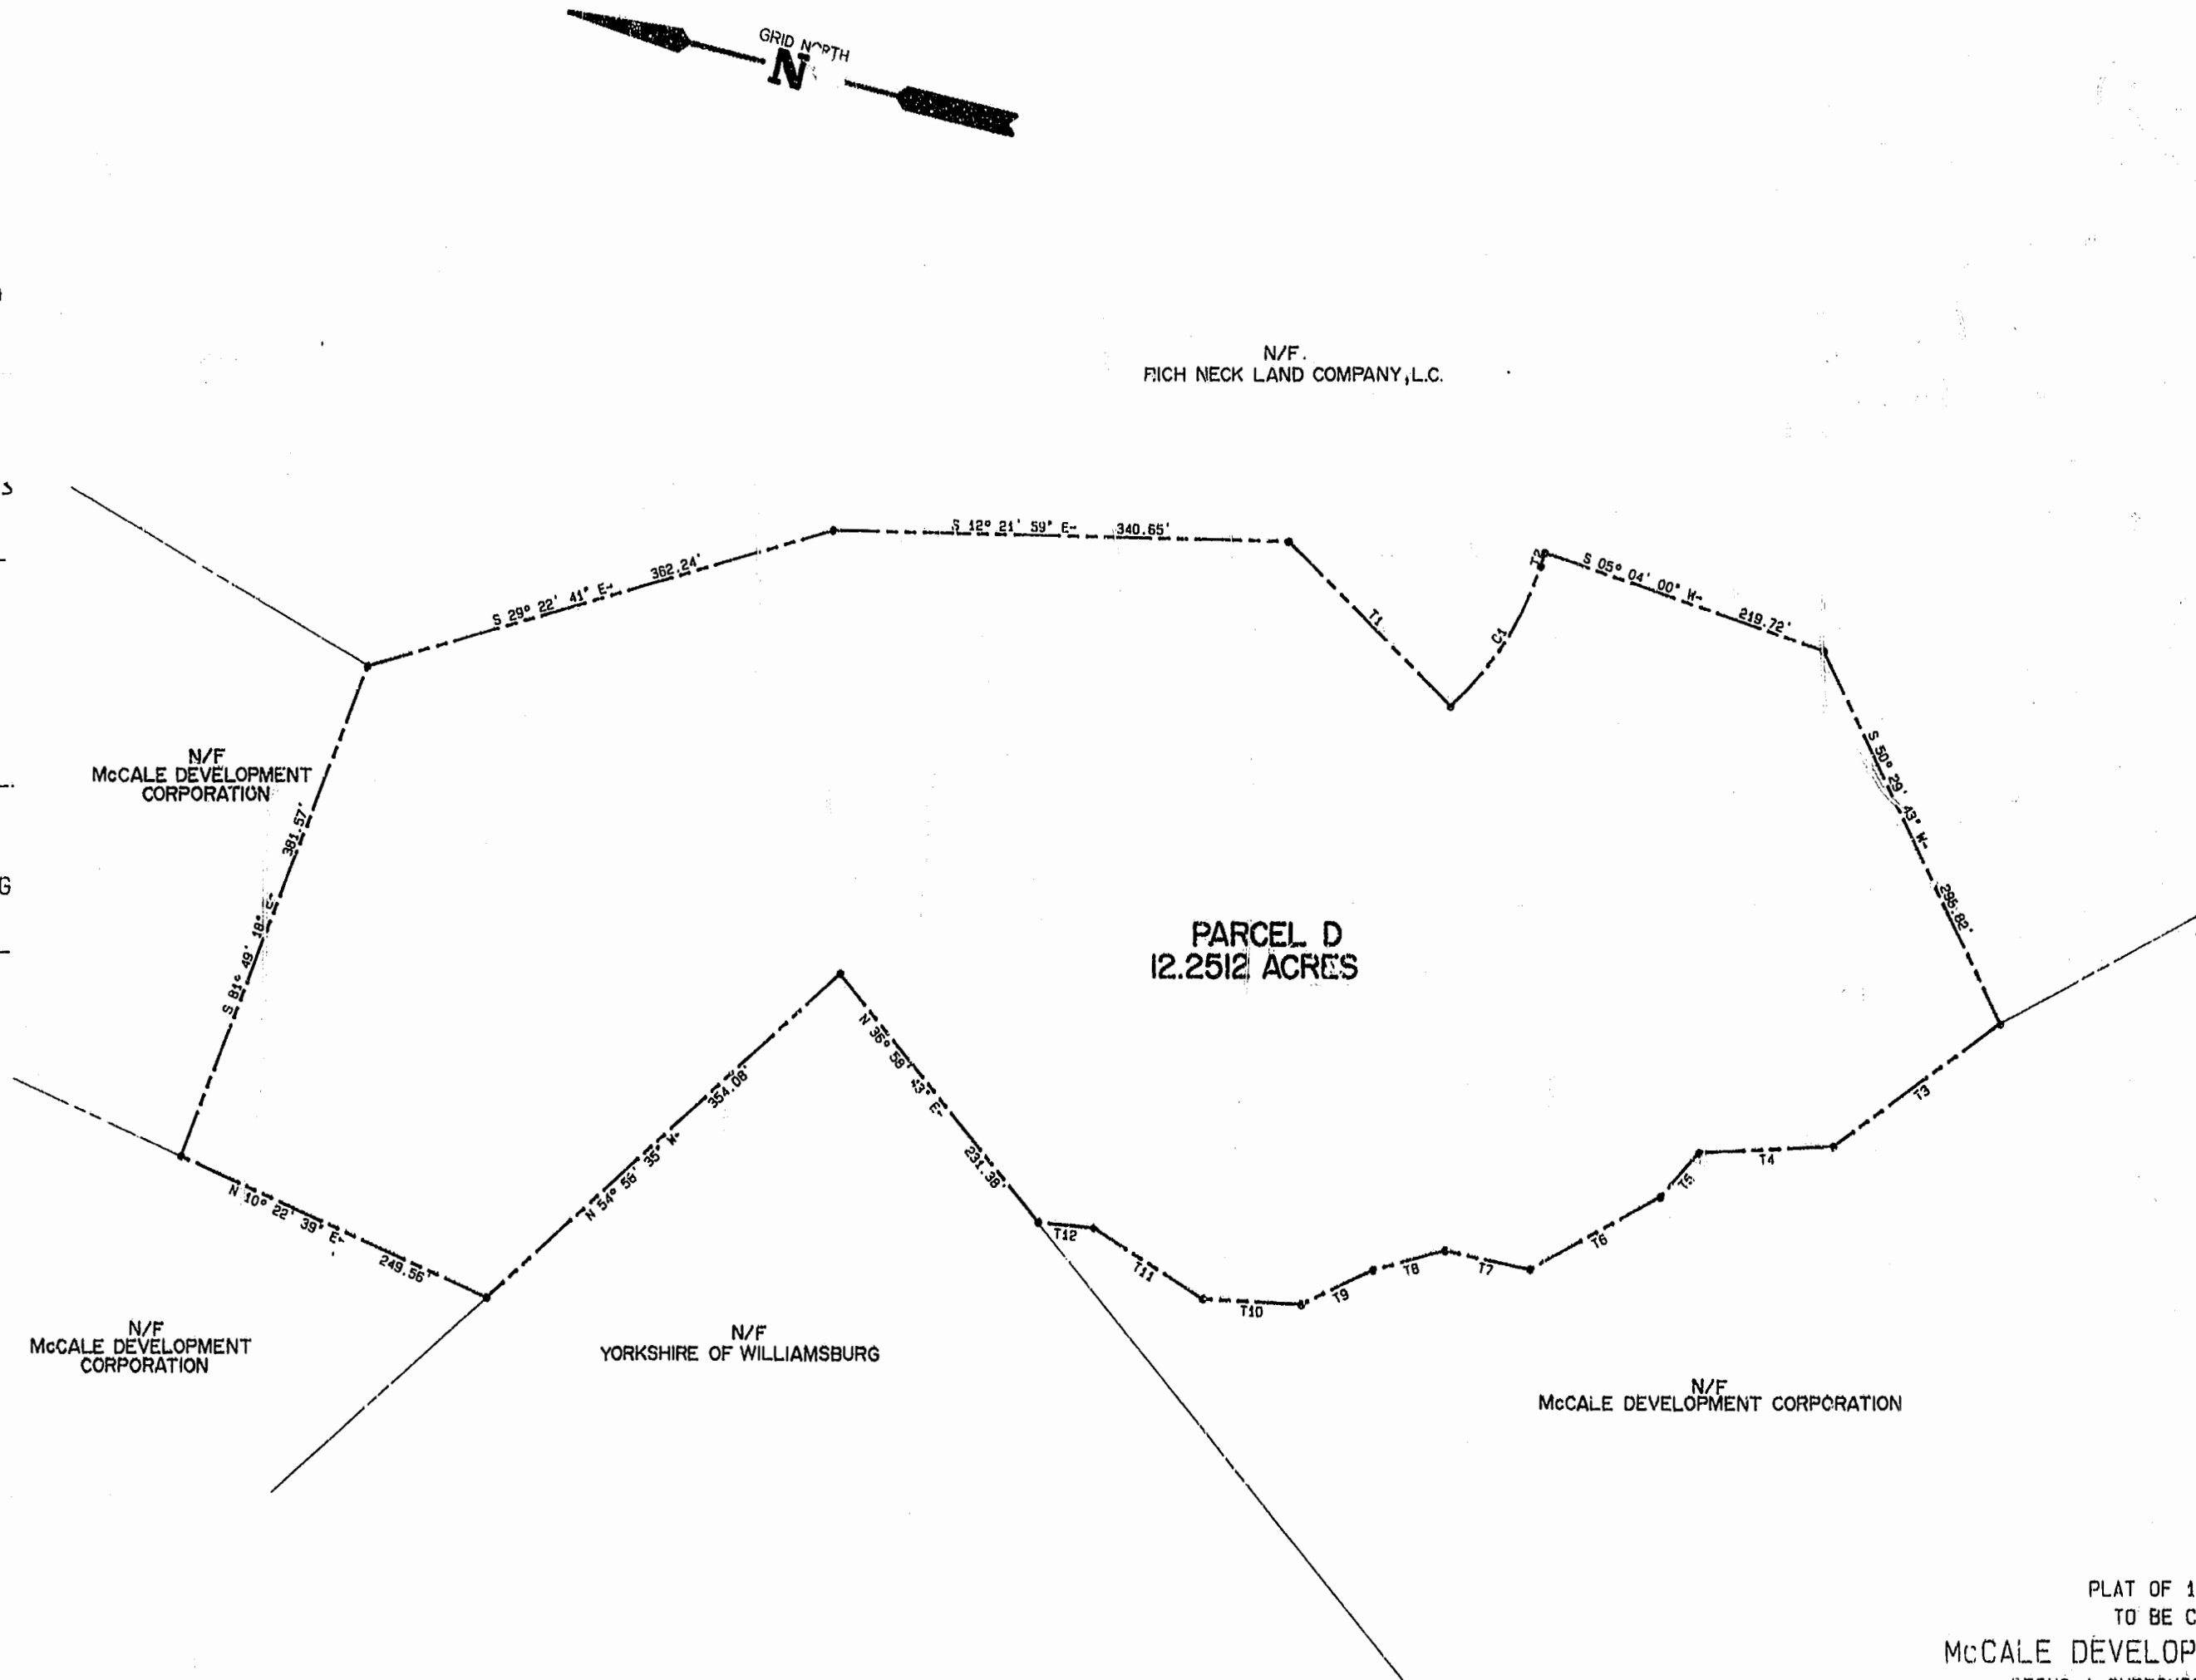 GRID NORTH
N
N/F.
RICH NECK LAND COMPANY, L.C.
S 12° 21' 59" E- 340.65'
S 29° 22' 41" E- 362.24'
T2
S 05° 04' 00" W- 219.72'
T1
C1
S 50° 29' 43" W- 295.82'
N/F
McCALE DEVELOPMENT
CORPORATION
S 81° 49' 18" E- 381.57'
G
PARCEL D
12.2512 ACRES
N 36° 58' 43" E- 231.38'
N 54° 56' 35" W- 354.08'
T3
T4
T5
T6
T7
T8
T9
T10
T11
T12
N 10° 22' 39" E- 249.56'
N/F
McCALE DEVELOPMENT
CORPORATION
N/F
YORKSHIRE OF WILLIAMSBURG
N/F
McCALE DEVELOPMENT CORPORATION
PLAT OF 1
TO BE C
McCALE DEVELOP